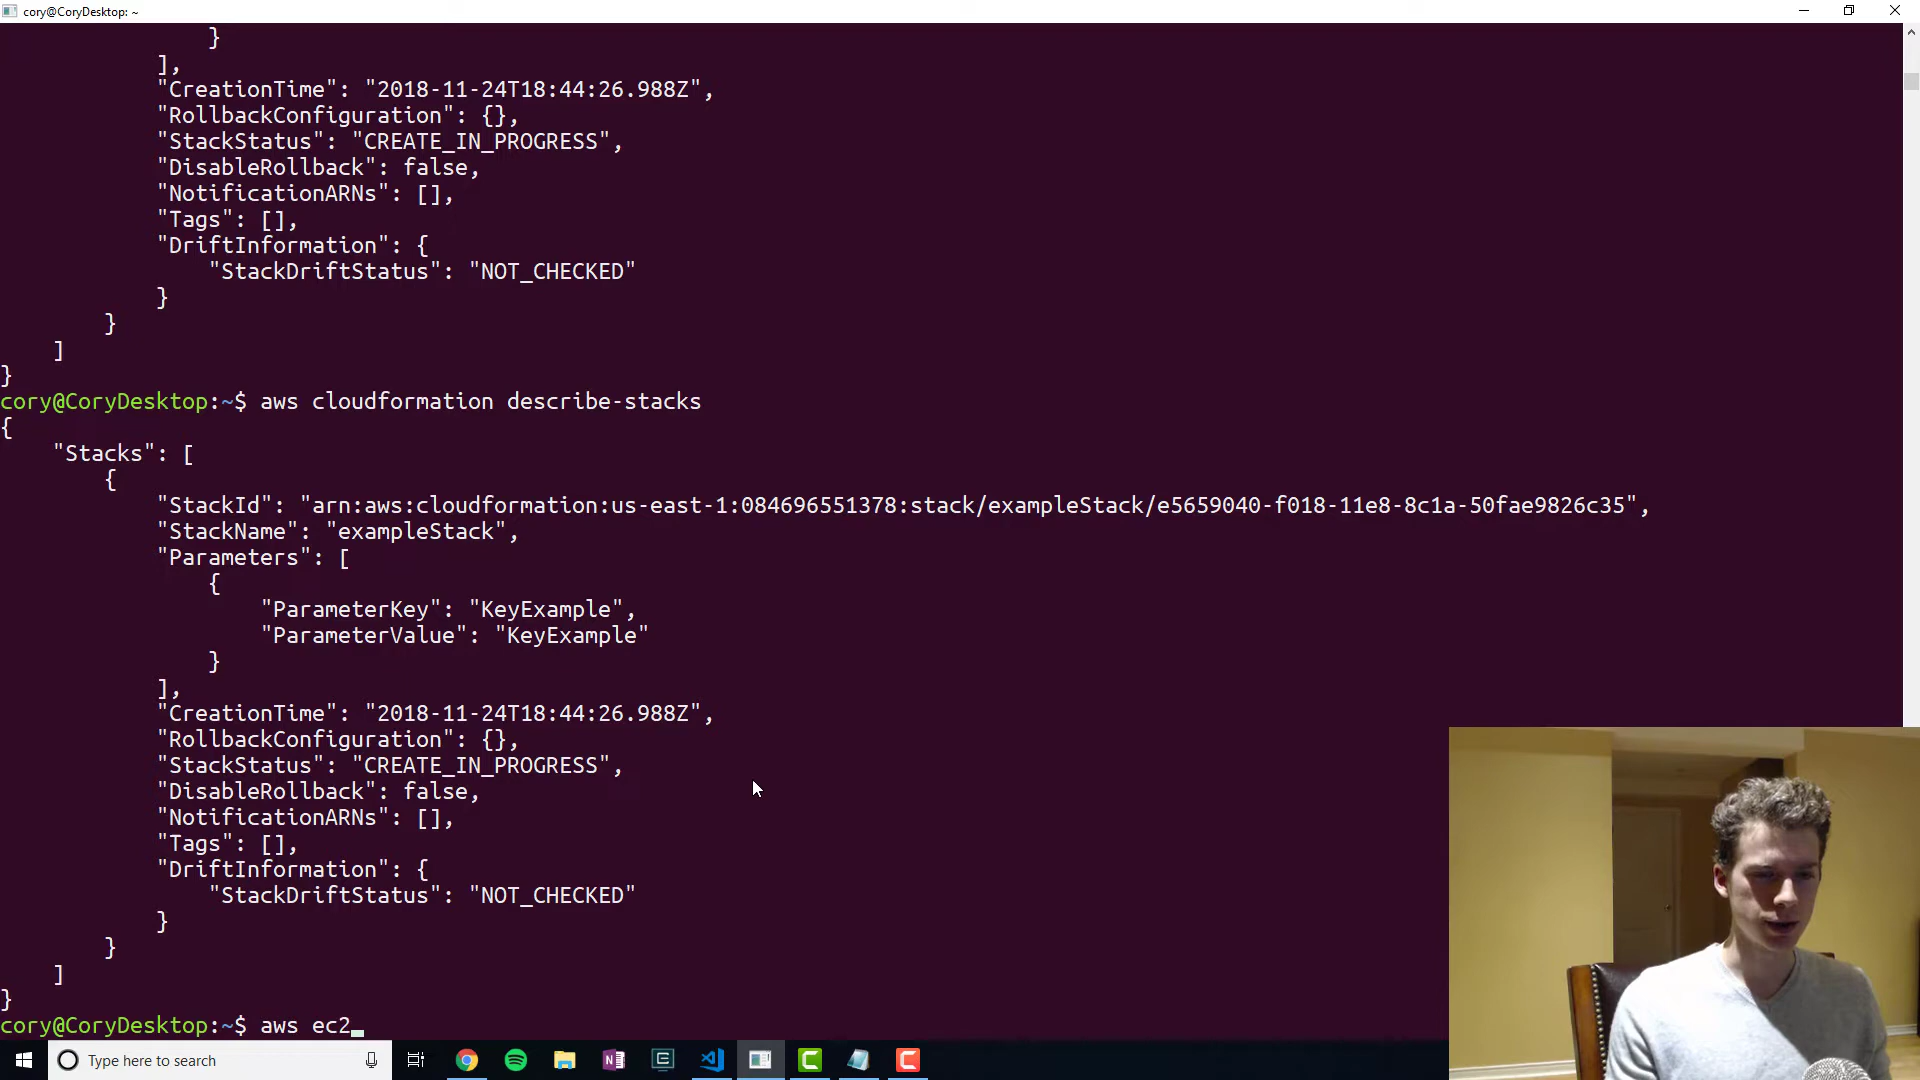 cory@CoryDesktop: ~
}
],
"CreationTime": "2018-11-24T18:44:26.988Z",
"RollbackConfiguration": {},
"StackStatus": "CREATE_IN_PROGRESS",
"DisableRollback": false,
"NotificationARNs": [],
"Tags": [],
"DriftInformation": {
"StackDriftStatus": "NOT_CHECKED"
}
}
]
}
cory@CoryDesktop:~$ aws cloudformation describe-stacks
{
"Stacks": [
{
"StackId": "arn:aws:cloudformation:us-east-1:084696551378:stack/exampleStack/e5659040-f018-11e8-8c1a-50fae9826c35",
"StackName": "exampleStack",
"Parameters": [
{
"ParameterKey": "KeyExample",
"ParameterValue": "KeyExample"
}
],
"CreationTime": "2018-11-24T18:44:26.988Z",
"RollbackConfiguration": {},
"StackStatus": "CREATE_IN_PROGRESS",
"DisableRollback": false,
"NotificationARNs": [],
"Tags": [],
"DriftInformation": {
"StackDriftStatus": "NOT_CHECKED"
}
}
]
}
cory@CoryDesktop:~$ aws ec2
Type here to search